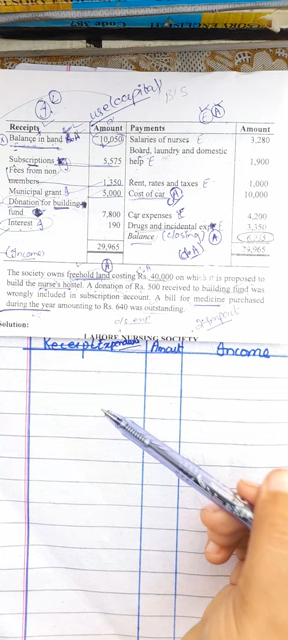 Code 387
7
use(capital)
B/S
Receipts Amount Payments Amount
Balance in hand 10,050 Salaries of nurses E 3,280
Board, laundry and domestic
Subscriptions 5,575 help E 1,900
Fees from non
members 1,350 Rent, rates and taxes E 1,000
Municipal grant 5,000 Cost of car A 10,000
Donation for building
fund 7,800 Car expenses E 4,200
Interest 190 Drugs and incidental exp 3,350
Balance (closing)
(Income)
29,965 29,965
The society owns freehold land costing Rs. 40,000 on which it is proposed to
build the nurse's hostel. A donation of Rs. 500 received to building fund was
wrongly included in subscription account. A bill for medicine purchased
during the year amounting to Rs. 640 was outstanding.
o/s exp
Solution:
LAHORE NURSING SOCIETY
Amount Income